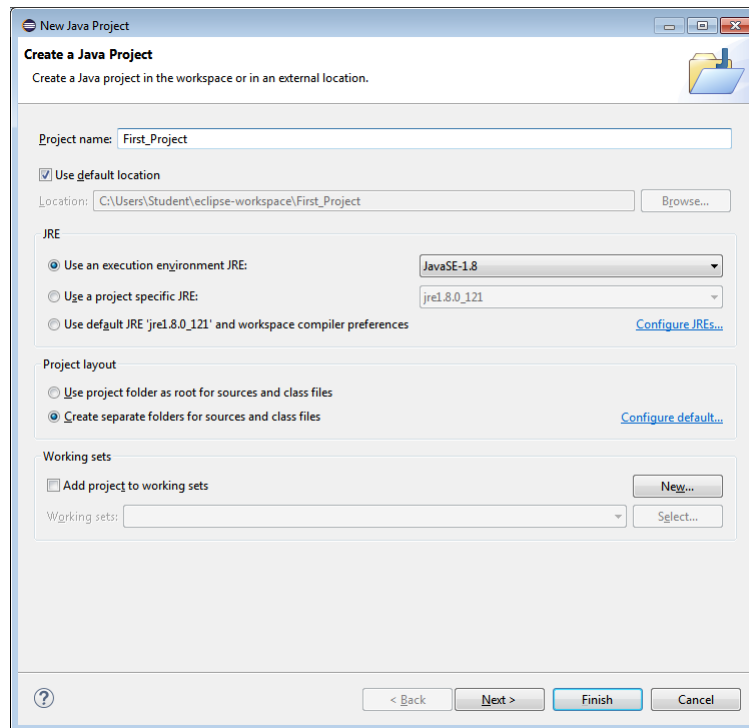 New Java Project
Create a Java Project
Create a Java project in the workspace or in an external location.
Project name: First_Project
Use default location
Location: C:\Users\Student\eclipse-workspace\First_Project Browse...
JRE
Use an execution environment JRE: JavaSE-1.8
Use a project specific JRE: jre1.8.0_121
Use default JRE 'jre1.8.0_121' and workspace compiler preferences Configure JREs...
Project layout
Use project folder as root for sources and class files
Create separate folders for sources and class files Configure default...
Working sets
Add project to working sets New...
Working sets: Select...
? < Back Next > Finish Cancel